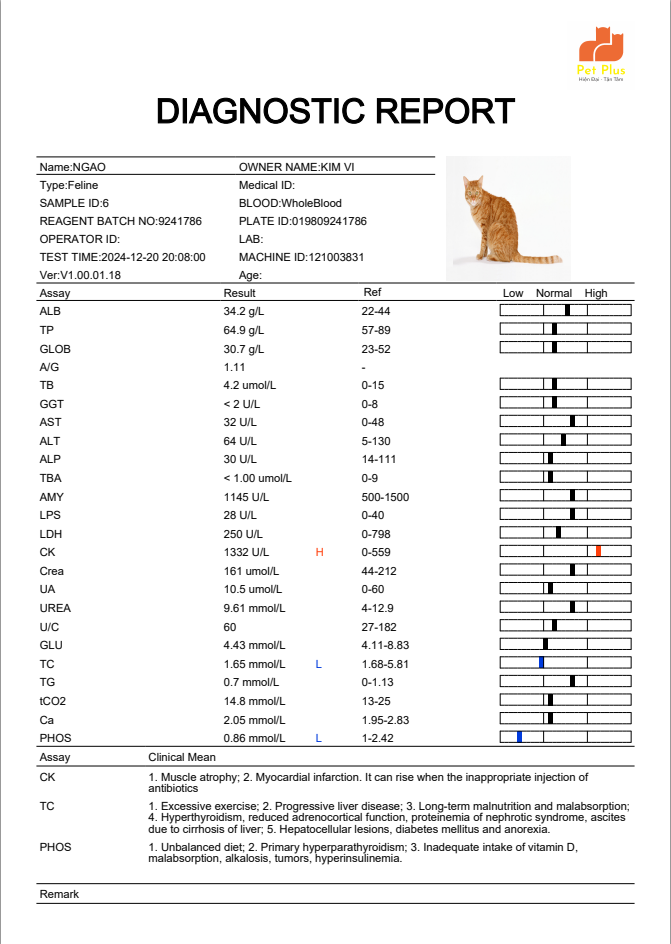 Pet Plus
Hiện Đại - Tận Tâm
DIAGNOSTIC REPORT
Name:NGAO OWNER NAME:KIM VI
Type:Feline Medical ID:
SAMPLE ID:6 BLOOD:WholeBlood
REAGENT BATCH NO:9241786 PLATE ID:019809241786
OPERATOR ID: LAB:
TEST TIME:2024-12-20 20:08:00 MACHINE ID:121003831
Ver:V1.00.01.18 Age:
Assay Result Ref Low Normal High
ALB 34.2 g/L 22-44
TP 64.9 g/L 57-89
GLOB 30.7 g/L 23-52
A/G 1.11 -
TB 4.2 umol/L 0-15
GGT < 2 U/L 0-8
AST 32 U/L 0-48
ALT 64 U/L 5-130
ALP 30 U/L 14-111
TBA < 1.00 umol/L 0-9
AMY 1145 U/L 500-1500
LPS 28 U/L 0-40
LDH 250 U/L 0-798
CK 1332 U/L H 0-559
Crea 161 umol/L 44-212
UA 10.5 umol/L 0-60
UREA 9.61 mmol/L 4-12.9
U/C 60 27-182
GLU 4.43 mmol/L 4.11-8.83
TC 1.65 mmol/L L 1.68-5.81
TG 0.7 mmol/L 0-1.13
tCO2 14.8 mmol/L 13-25
Ca 2.05 mmol/L 1.95-2.83
PHOS 0.86 mmol/L L 1-2.42
Assay Clinical Mean
CK 1. Muscle atrophy; 2. Myocardial infarction. It can rise when the inappropriate injection of
antibiotics
TC 1. Excessive exercise; 2. Progressive liver disease; 3. Long-term malnutrition and malabsorption;
4. Hyperthyroidism, reduced adrenocortical function, proteinemia of nephrotic syndrome, ascites
due to cirrhosis of liver; 5. Hepatocellular lesions, diabetes mellitus and anorexia.
PHOS 1. Unbalanced diet; 2. Primary hyperparathyroidism; 3. Inadequate intake of vitamin D,
malabsorption, alkalosis, tumors, hyperinsulinemia.
Remark